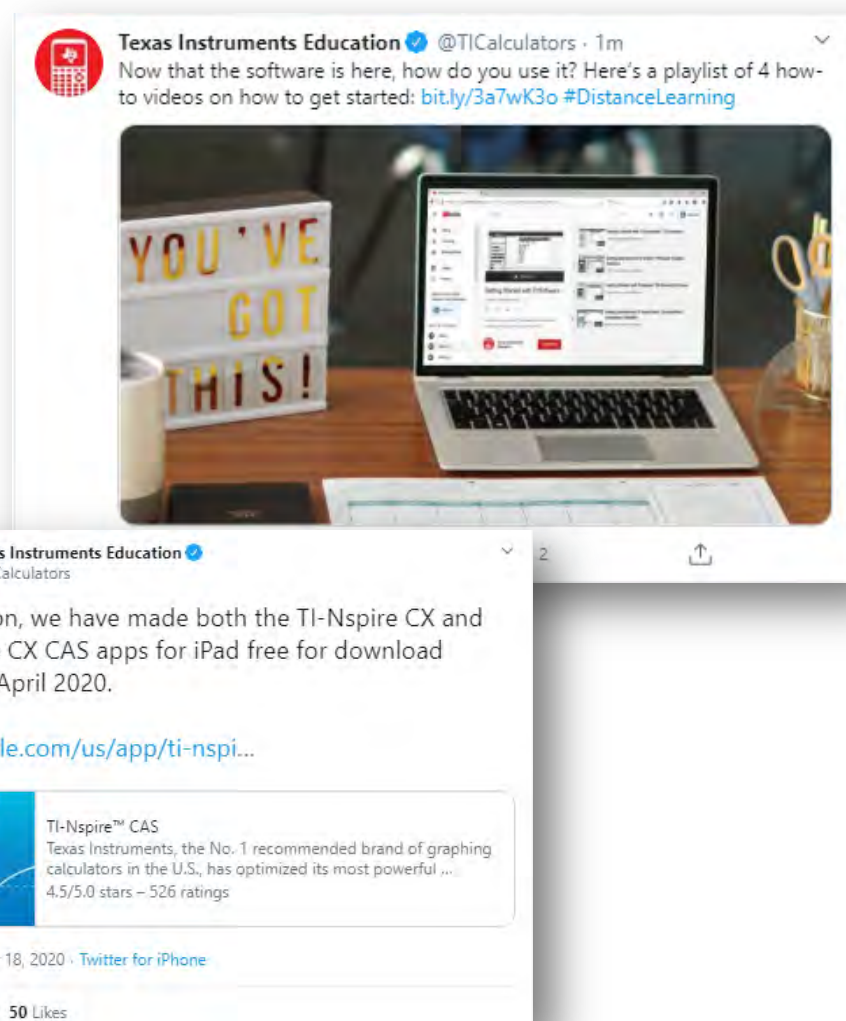 Texas Instruments Education @TICalculators · 1m
Now that the software is here, how do you use it? Here's a playlist of 4 how-
to videos on how to get started: bit.ly/3a7wK3o #DistanceLearning
YOU'VE
GOT
THIS!
2
s Instruments Education
alculators
on, we have made both the TI-Nspire CX and
CX CAS apps for iPad free for download
April 2020.
le.com/us/app/ti-nspi...
TI-Nspire™ CAS
Texas Instruments, the No. 1 recommended brand of graphing
calculators in the U.S., has optimized its most powerful ...
4.5/5.0 stars – 526 ratings
18, 2020 · Twitter for iPhone
50 Likes